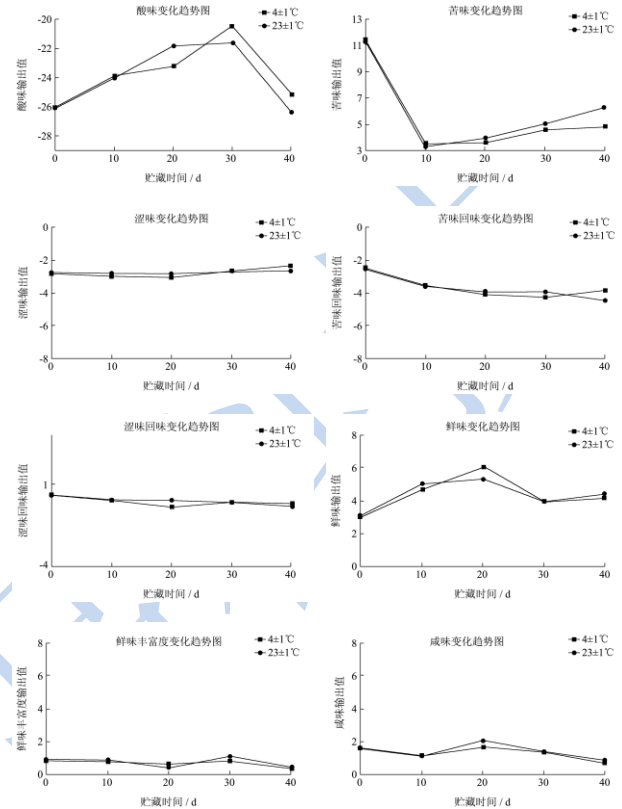 酸味变化趋势图
4±1℃
23±1℃
-20
-22
-24
-26
-28
酸味输出值
0 10 20 30 40
贮藏时间 / d
苦味变化趋势图
4±1℃
23±1℃
13
11
9
7
5
3
苦味输出值
0 10 20 30 40
贮藏时间 / d
涩味变化趋势图
4±1℃
23±1℃
0
-2
-4
-6
-8
涩味输出值
0 10 20 30 40
贮藏时间 / d
苦味回味变化趋势图
4±1℃
23±1℃
0
-2
-4
-6
-8
苦味回味输出值
0 10 20 30 40
贮藏时间 / d
涩味回味变化趋势图
4±1℃
23±1℃
1
-4
涩味回味输出值
0 10 20 30 40
贮藏时间 / d
鲜味变化趋势图
4±1℃
23±1℃
8
6
4
2
0
鲜味输出值
0 10 20 30 40
贮藏时间 / d
鲜味丰富度变化趋势图
4±1℃
23±1℃
8
6
4
2
0
鲜味丰富度输出值
0 10 20 30 40
贮藏时间 / d
咸味变化趋势图
4±1℃
23±1℃
8
6
4
2
0
咸味输出值
0 10 20 30 40
贮藏时间 / d